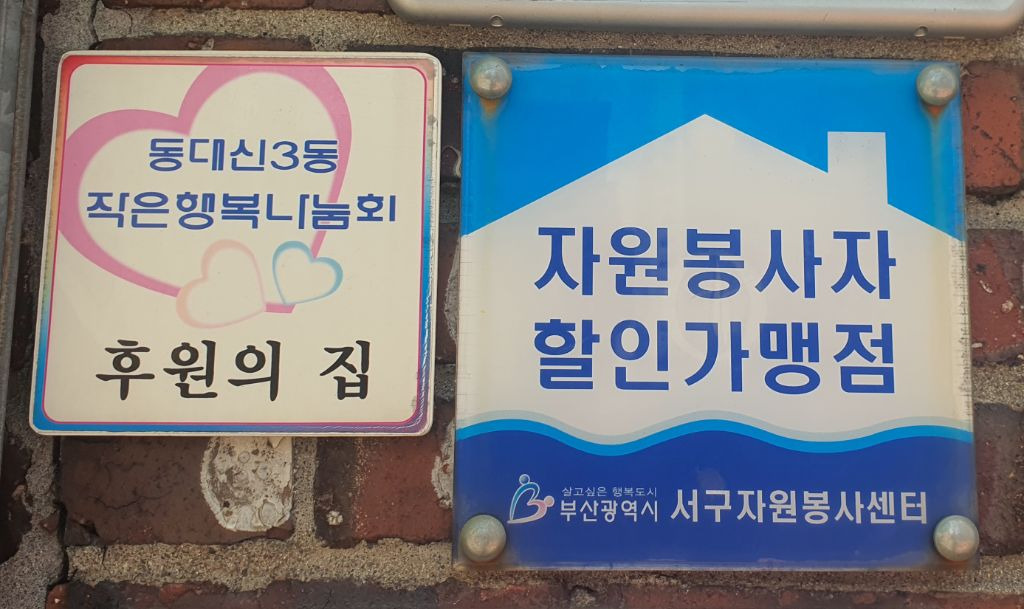 동대신3동
작은행복나눔회
후원의 집
자원봉사자
할인가맹점
살고싶은 행복도시
부산광역시 서구자원봉사센터